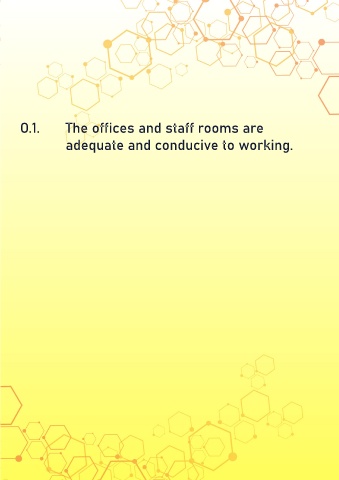 O.1. The offices and staff rooms are
adequate and conducive to working.